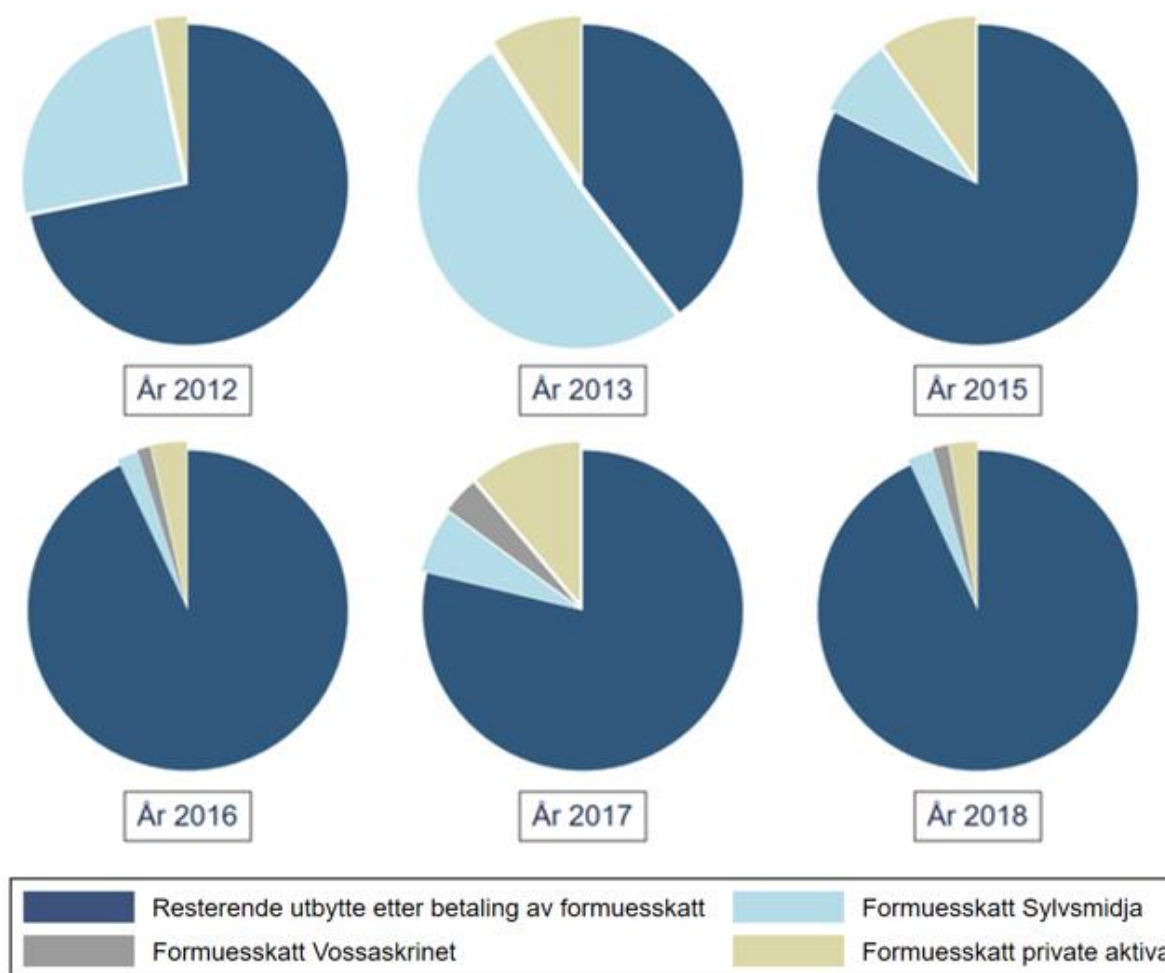 År 2012
År 2013
År 2015
År 2016
År 2017
År 2018
Resterende utbytte etter betaling av formuesskatt
Formuesskatt Sylvsmidja
Formuesskatt Vossaskrinet
Formuesskatt private aktiva